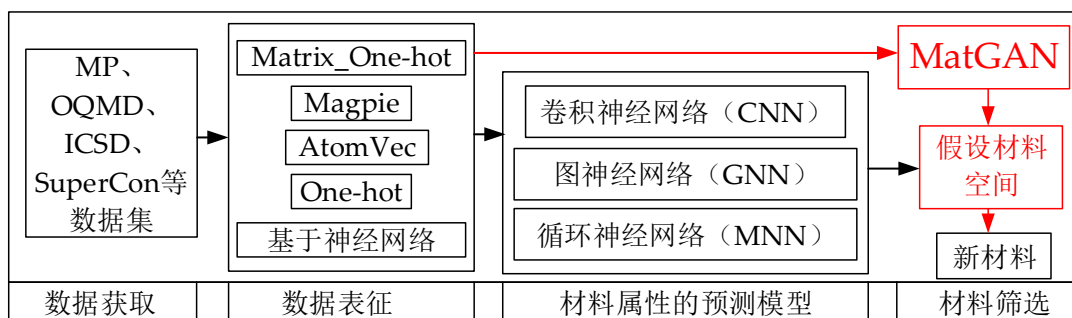 MP、
OQMD、
ICSD、
SuperCon等
数据集
Matrix_One-hot
Magpie
AtomVec
One-hot
基于神经网络
卷积神经网络（CNN）
图神经网络（GNN）
循环神经网络（MNN）
MatGAN
假设材料
空间
新材料
数据获取
数据表征
材料属性的预测模型
材料筛选